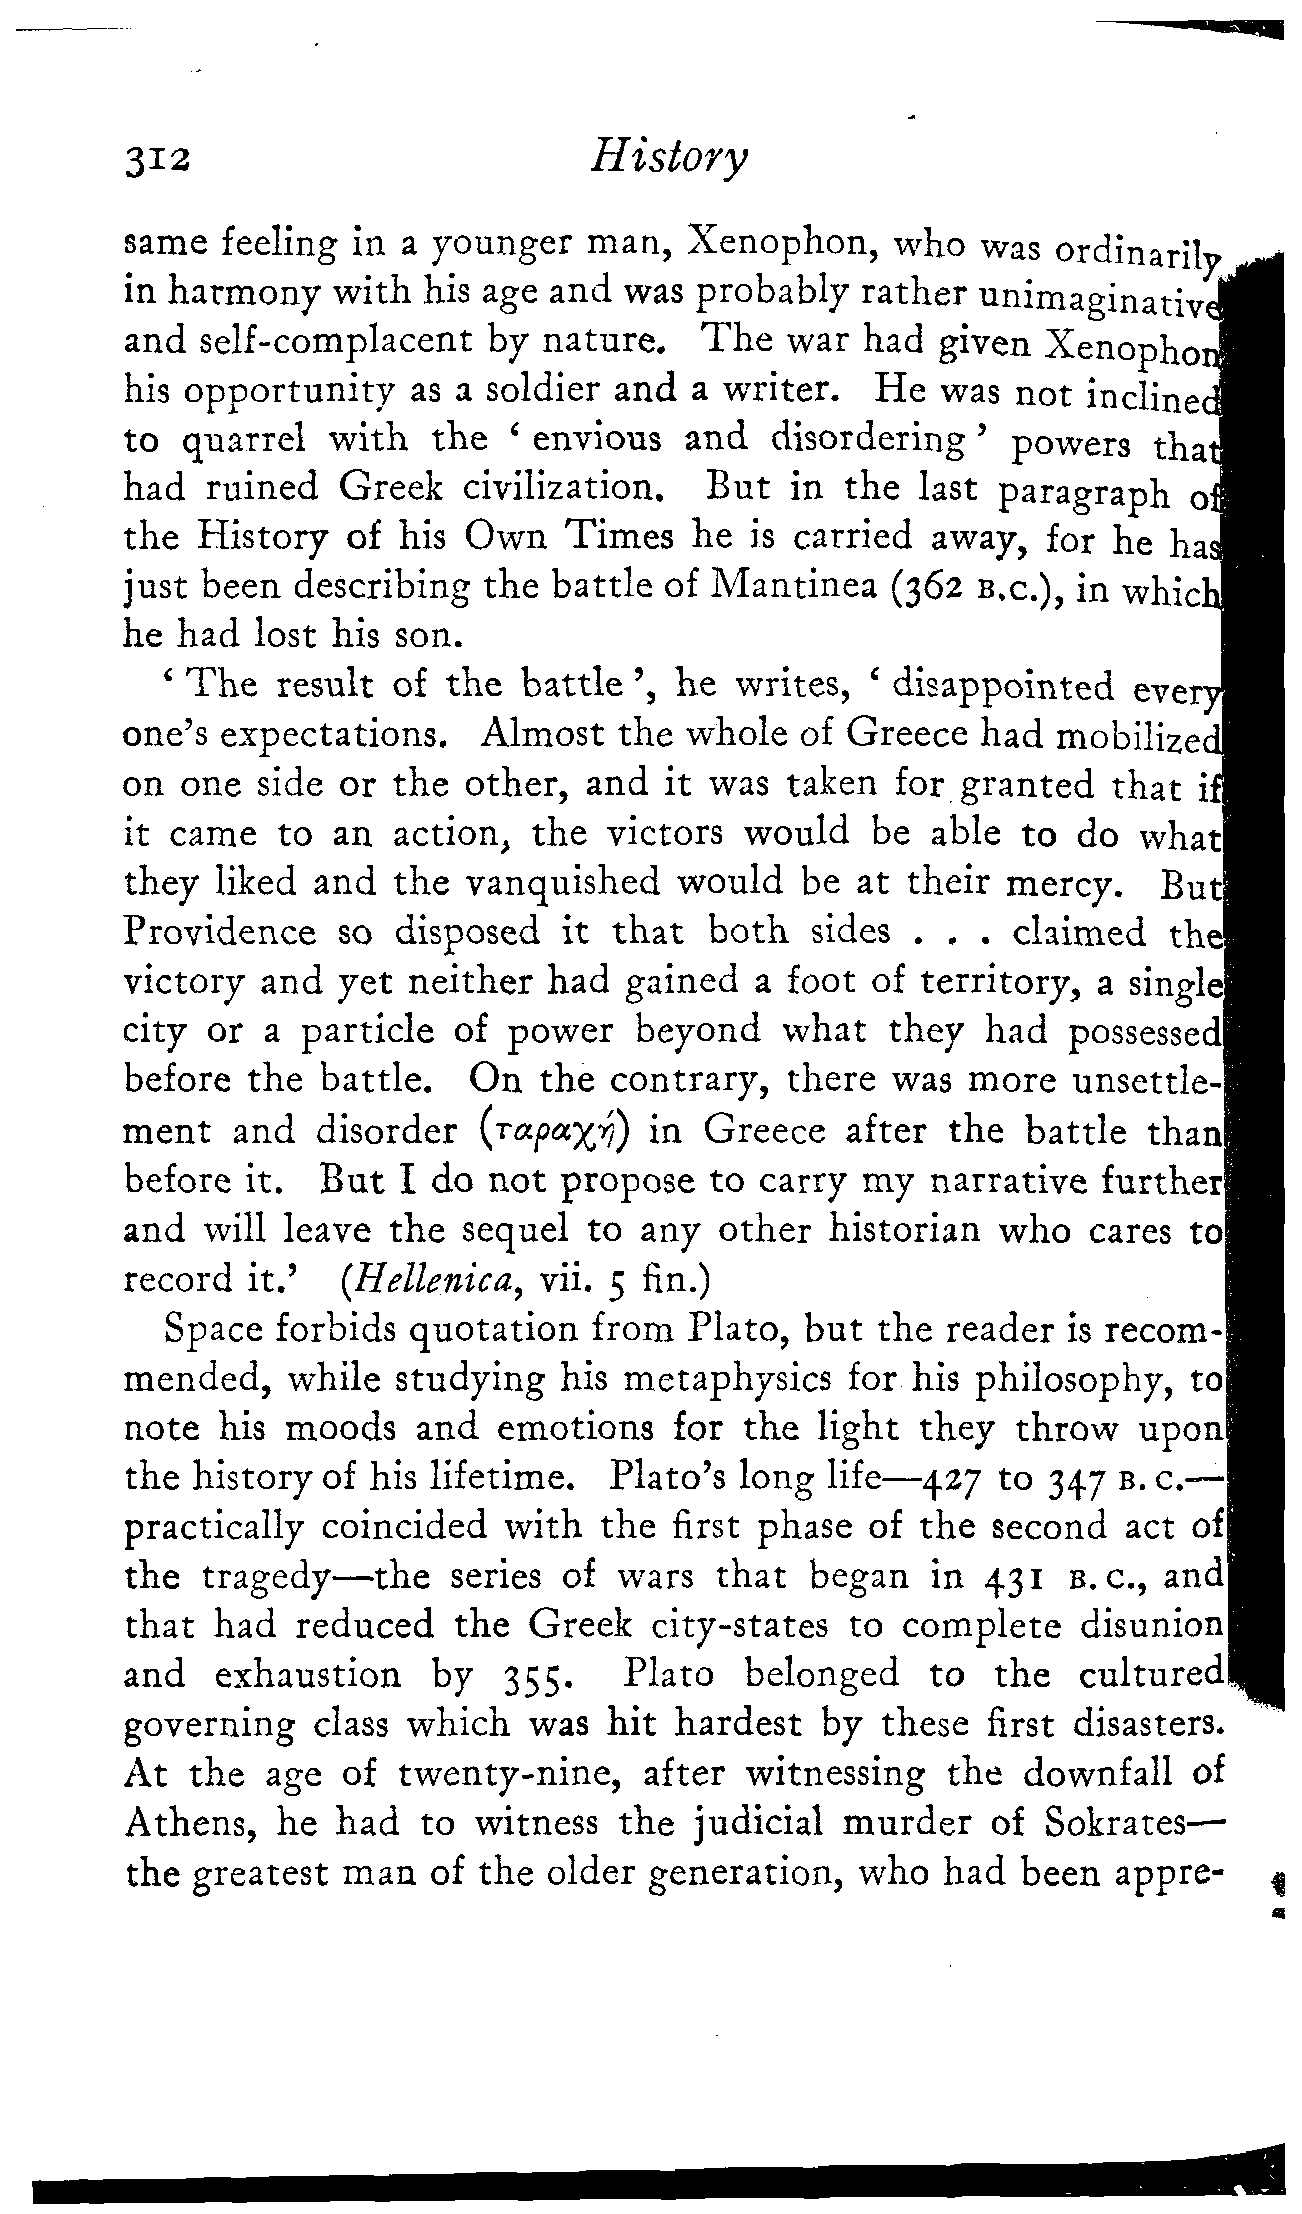 312 History
same feeling in a younger man, Xenophon, who was ordinarily
in harmony with his age and was probably rather unimaginative
and self-complacent by nature. The war had given Xenophon
his opportunity as a soldier and a writer. He was not inclined
to quarrel with the ‘ envious and disordering ’ powers that
had ruined Greek civilization. But in the last paragraph of
the History of his Own Times he is carried away, for he has
just been describing the battle of Mantinea (362 B.C.), in which
he had lost his son.
‘ The result of the battle ’, he writes, ‘ disappointed every
one’s expectations. Almost the whole of Greece had mobilized
on one side or the other, and it was taken for granted that if
it came to an action, the victors would be able to do what
they liked and the vanquished would be at their mercy. But
Providence so disposed it that both sides . . . claimed the
victory and yet neither had gained a foot of territory, a single
city or a particle of power beyond what they had possessed
before the battle. On the contrary, there was more unsettle-
ment and disorder (ταραχή) in Greece after the battle than
before it. But I do not propose to carry my narrative further
and will leave the sequel to any other historian who cares to
record it.’ (Hellenica, vii. 5 fin.)
Space forbids quotation from Plato, but the reader is recom-
mended, while studying his metaphysics for his philosophy, to
note his moods and emotions for the light they throw upon
the history of his lifetime. Plato’s long life—427 to 347 B. C.—
practically coincided with the first phase of the second act of
the tragedy—the series of wars that began in 431 B. C., and
that had reduced the Greek city-states to complete disunion
and exhaustion by 355. Plato belonged to the cultured
governing class which was hit hardest by these first disasters.
At the age of twenty-nine, after witnessing the downfall of
Athens, he had to witness the judicial murder of Sokrates—
the greatest man of the older generation, who had been appre-